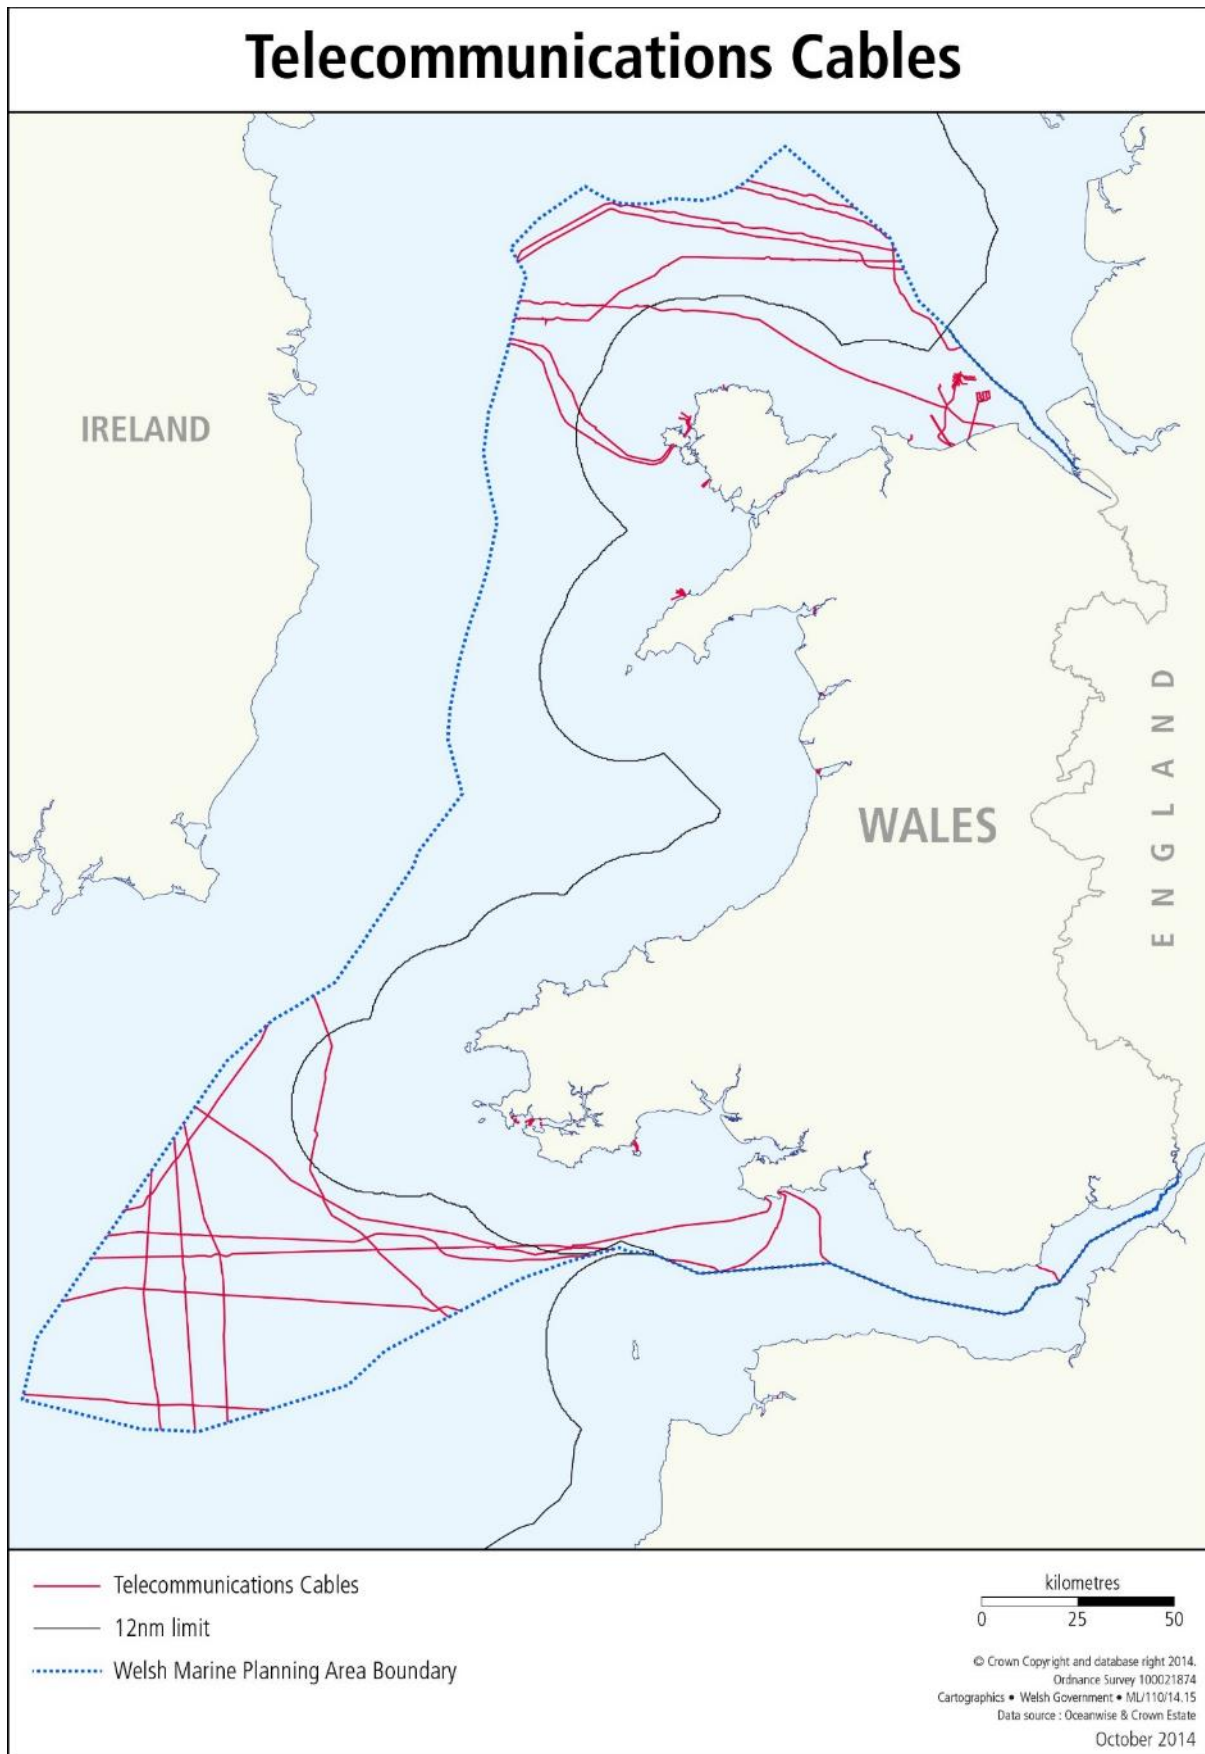 Telecommunications Cables
IRELAND
WALES
ENGLAND
Telecommunications Cables
12nm limit
Welsh Marine Planning Area Boundary
kilometres
0 25 50
© Crown Copyright and database right 2014.
Ordnance Survey 100021874
Cartographics • Welsh Government • ML/110/14.15
Data source : Oceanwise & Crown Estate
October 2014